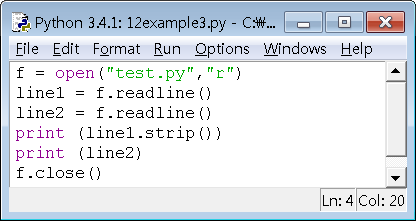 Python 3.4.1: 12example3.py - C:₩...
File Edit Format Run Options Windows Help
f = open("test.py","r")
line1 = f.readline()
line2 = f.readline()
print (line1.strip())
print (line2)
f.close()
Ln: 4 Col: 20